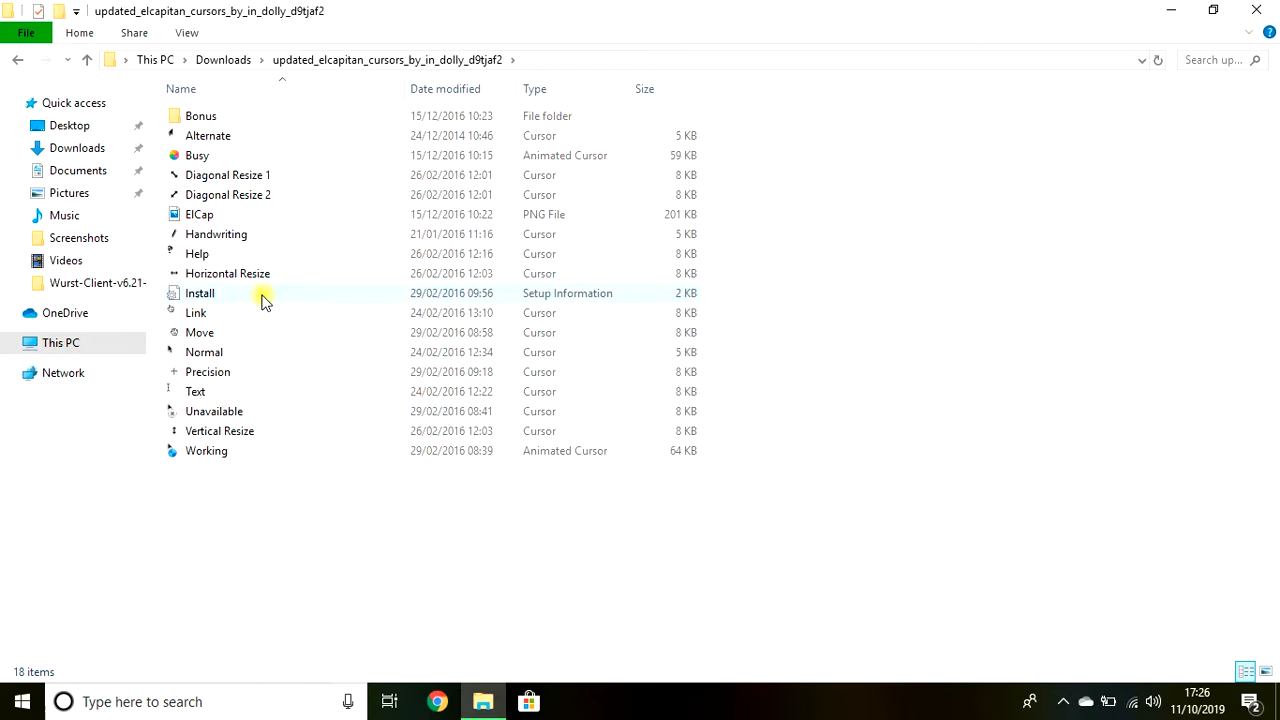 updated_elcapitan_cursors_by_in_dolly_d9tjaf2
File Home Share View
This PC Downloads updated_elcapitan_cursors_by_in_dolly_d9tjaf2 Search up...
Name Date modified Type Size
Quick access
Desktop
Downloads
Documents
Pictures
Music
Screenshots
Videos
Wurst-Client-v6.21-
OneDrive
This PC
Network
Bonus 15/12/2016 10:23 File folder
Alternate 24/12/2014 10:46 Cursor 5 KB
Busy 15/12/2016 10:15 Animated Cursor 59 KB
Diagonal Resize 1 26/02/2016 12:01 Cursor 8 KB
Diagonal Resize 2 26/02/2016 12:01 Cursor 8 KB
ElCap 15/12/2016 10:22 PNG File 201 KB
Handwriting 21/01/2016 11:16 Cursor 5 KB
Help 26/02/2016 12:16 Cursor 8 KB
Horizontal Resize 26/02/2016 12:03 Cursor 8 KB
Install 29/02/2016 09:56 Setup Information 2 KB
Link 24/02/2016 13:10 Cursor 8 KB
Move 29/02/2016 08:58 Cursor 8 KB
Normal 24/02/2016 12:34 Cursor 5 KB
Precision 29/02/2016 09:18 Cursor 8 KB
Text 24/02/2016 12:22 Cursor 8 KB
Unavailable 29/02/2016 08:41 Cursor 8 KB
Vertical Resize 26/02/2016 12:03 Cursor 8 KB
Working 29/02/2016 08:39 Animated Cursor 64 KB
18 items
Type here to search
17:26
11/10/2019
2